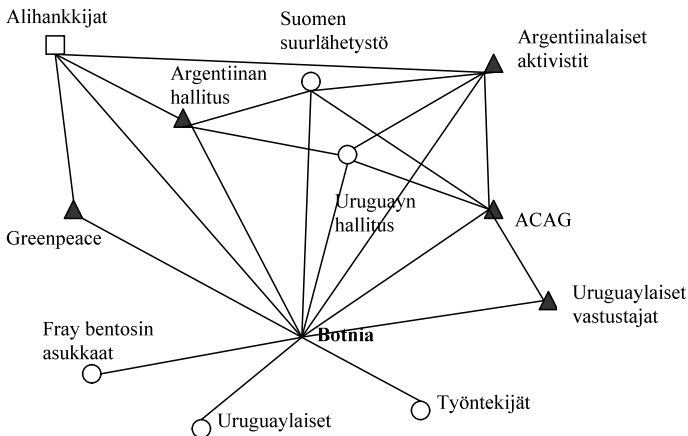 Alihankkijat
Suomen
suurlähetystö
Argentiinalaiset
aktivistit
Argentiinan
hallitus
Uruguayn
hallitus
Greenpeace
ACAG
Uruguaylaiset
vastustajat
Botnia
Fray bentosin
asukkaat
Työntekijät
Uruguaylaiset